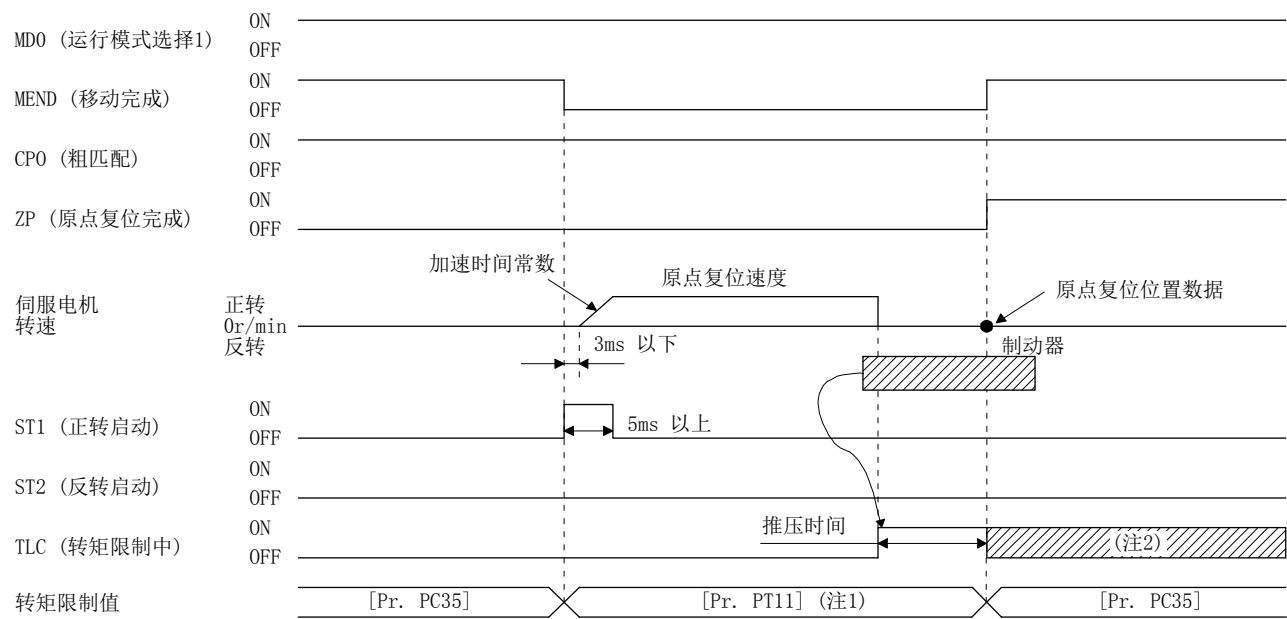 ON
MD0 (运行模式选择1)
OFF
ON
MEND (移动完成)
OFF
ON
CPO (粗匹配)
OFF
ON
ZP (原点复位完成)
OFF
加速时间常数
原点复位速度
原点复位位置数据
伺服电机
转速
正转
0r/min
反转
3ms 以下
制动器
ON
ST1 (正转启动)
OFF
5ms 以上
ON
ST2 (反转启动)
OFF
ON
TLC (转矩限制中)
OFF
推压时间
(注2)
转矩限制值
[Pr. PC35]
[Pr. PT11] (注1)
[Pr. PC35]